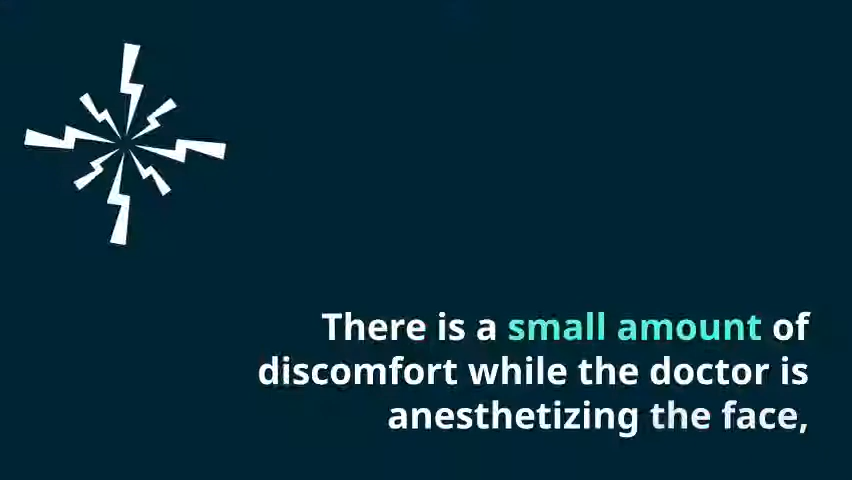 There is a small amount of
discomfort while the doctor is
anesthetizing the face,